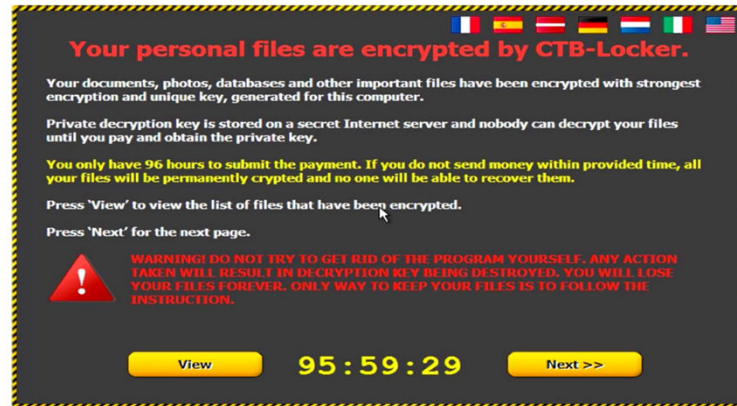 Your personal files are encrypted by CTB-Locker.
Your documents, photos, databases and other important files have been encrypted with strongest
encryption and unique key, generated for this computer.
Private decryption key is stored on a secret Internet server and nobody can decrypt your files
until you pay and obtain the private key.
You only have 96 hours to submit the payment. If you do not send money within provided time, all
your files will be permanently crypted and no one will be able to recover them.
Press 'View' to view the list of files that have been encrypted.
Press 'Next' for the next page.
WARNING! DO NOT TRY TO GET RID OF THE PROGRAM YOURSELF. ANY ACTION
TAKEN WILL RESULT IN DECRYPTION KEY BEING DESTROYED. YOU WILL LOSE
YOUR FILES FOREVER. ONLY WAY TO KEEP YOUR FILES IS TO FOLLOW THE
INSTRUCTION.
View
95:59:29
Next >>